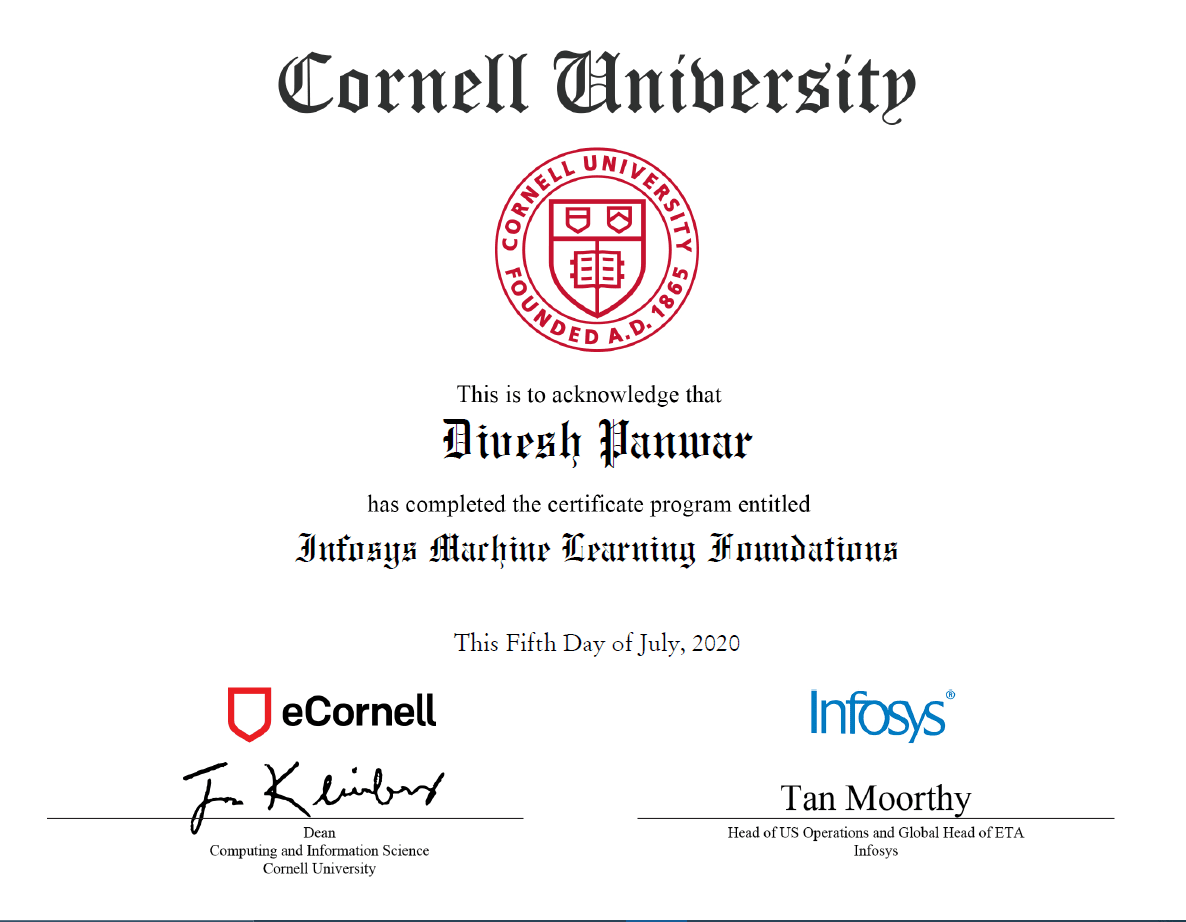 Cornell University
CORNELL UNIVERSITY
FOUNDED A.D. 1865
This is to acknowledge that
Divesh Panwar
has completed the certificate program entitled
Infosys Machine Learning Foundations
This Fifth Day of July, 2020
eCornell
Infosys®
Jon Kleinberg
Tan Moorthy
Dean
Computing and Information Science
Cornell University
Head of US Operations and Global Head of ETA
Infosys